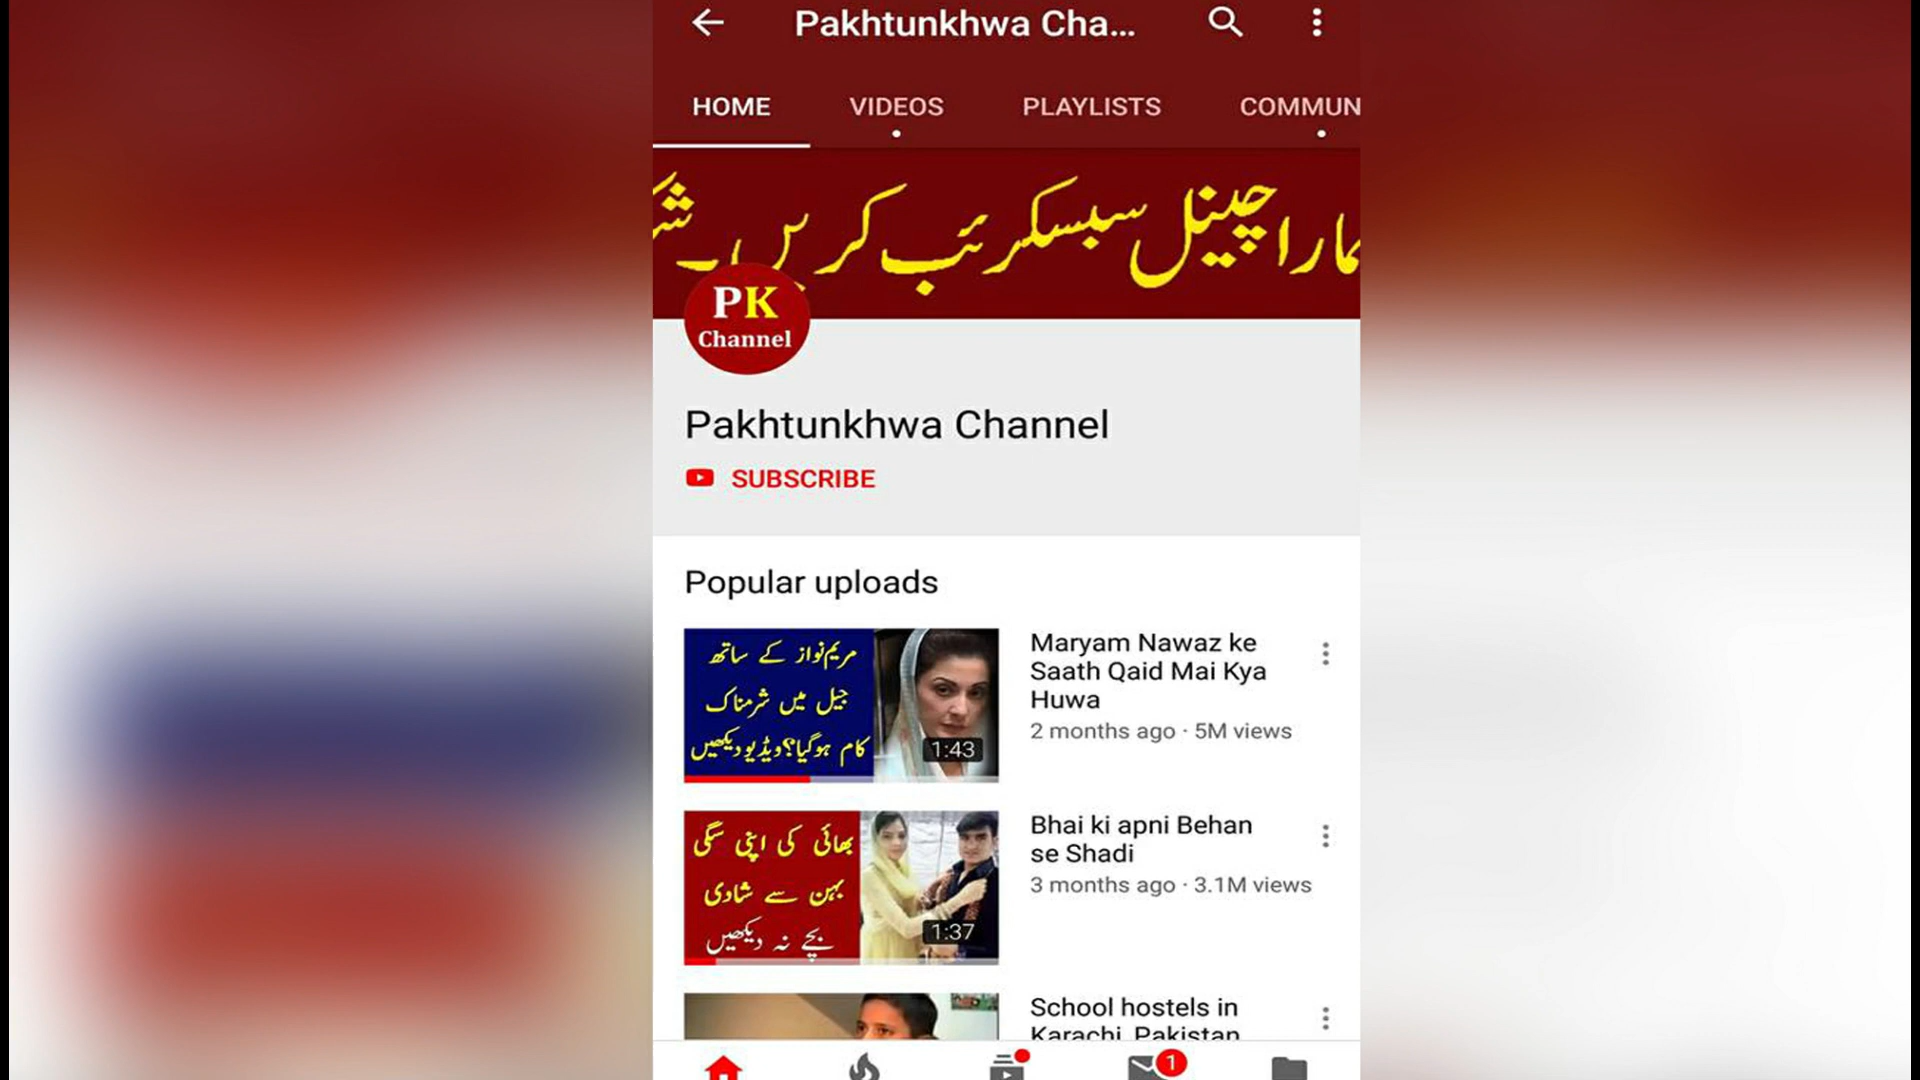 Pakhtunkhwa Cha...
HOME VIDEOS PLAYLISTS COMMUN
ہمارا چینل سبسکرائب کریں۔
PK
Channel
Pakhtunkhwa Channel
SUBSCRIBE
Popular uploads
مریم نواز کے ساتھ
جیل میں شرمناک
کام ہوگیا؟ ویڈیو دیکھیں
1:43
Maryam Nawaz ke
Saath Qaid Mai Kya
Huwa
2 months ago · 5M views
بھائی کی اپنی سگی
بہن سے شادی
بچے نہ دیکھیں
1:37
Bhai ki apni Behan
se Shadi
3 months ago · 3.1M views
School hostels in
Karachi, Pakistan
1